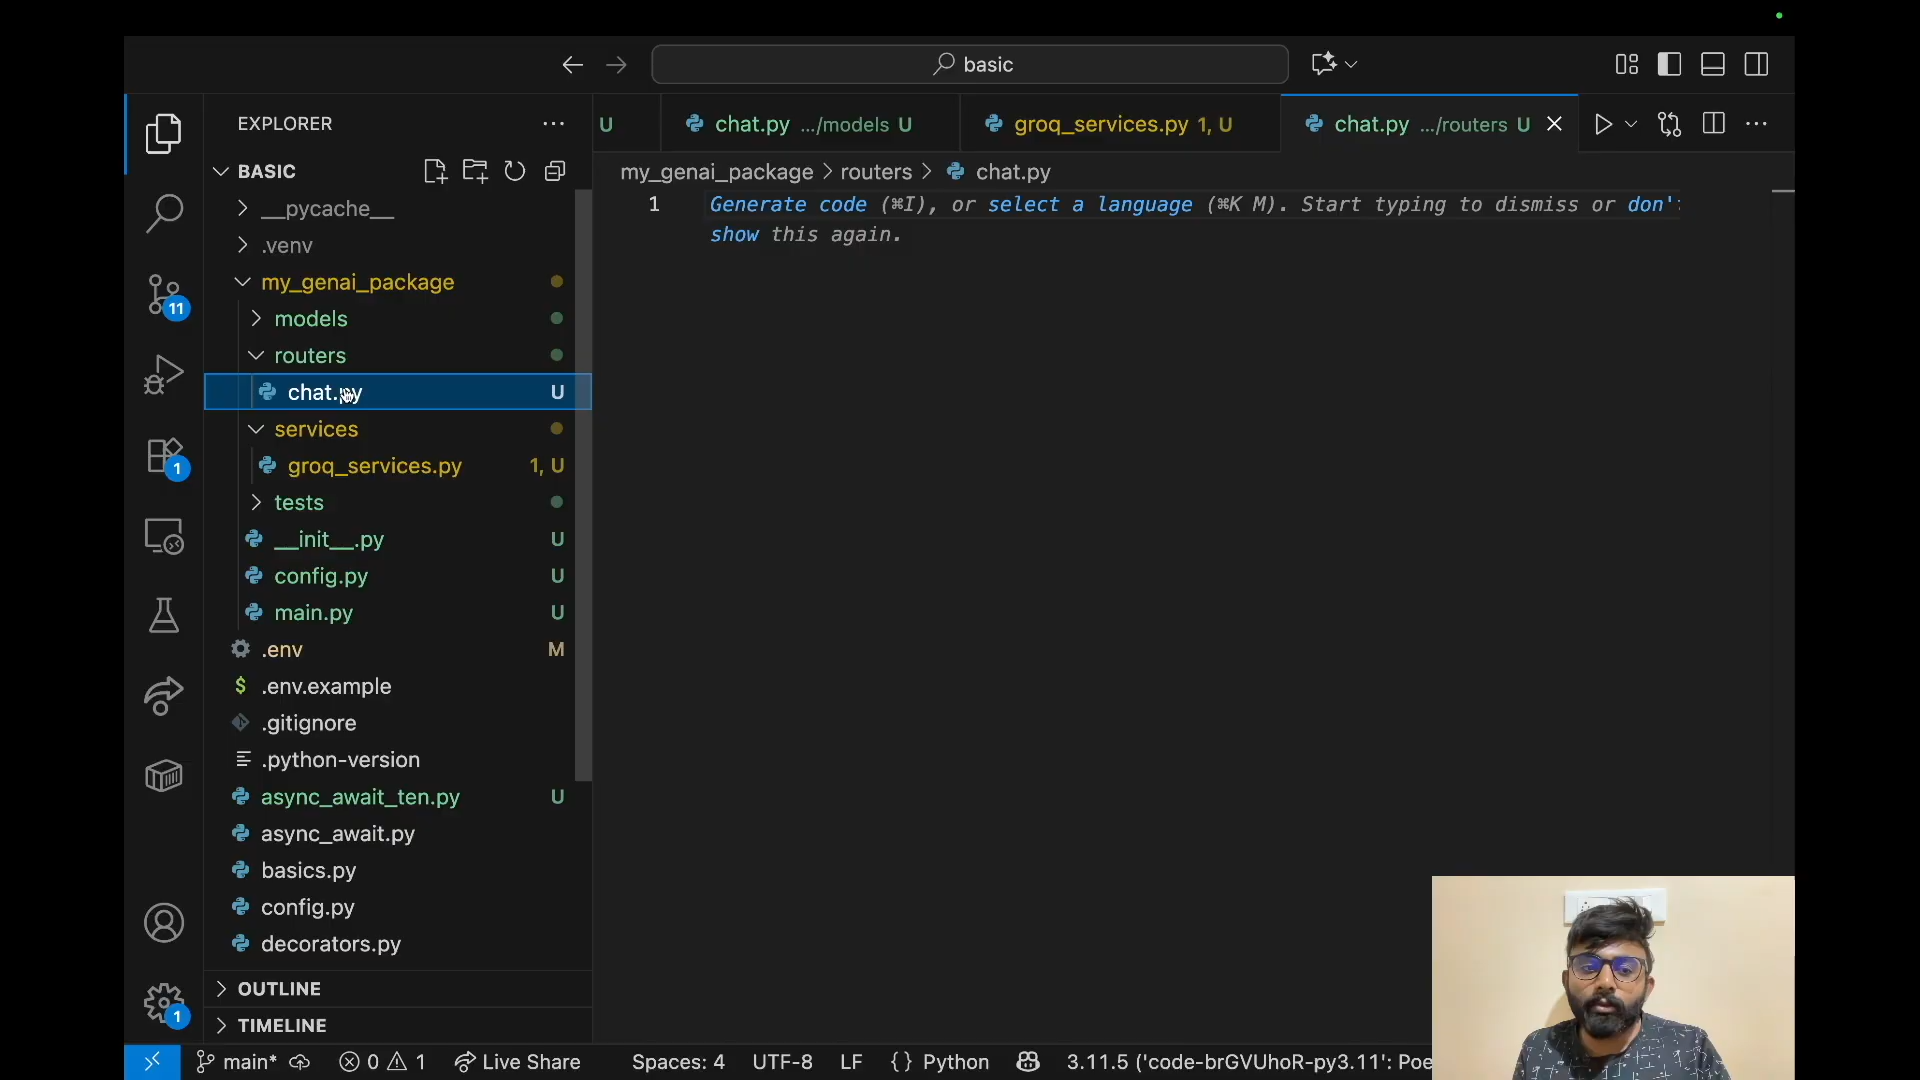 basic
EXPLORER
BASIC
__pycache__
.venv
my_genai_package
models
routers
chat.py U
services
groq_services.py 1, U
tests
__init__.py U
config.py U
main.py U
.env M
.env.example
.gitignore
.python-version
async_await_ten.py U
async_await.py
basics.py
config.py
decorators.py
OUTLINE
TIMELINE
11
1
1
U
chat.py .../models U
groq_services.py 1, U
chat.py .../routers U
my_genai_package > routers > chat.py
1
Generate code (⌘I), or select a language (⌘K M). Start typing to dismiss or don't
show this again.
main* 0 1 Live Share Spaces: 4 UTF-8 LF {} Python 3.11.5 ('code-brGVUhoR-py3.11': Poe